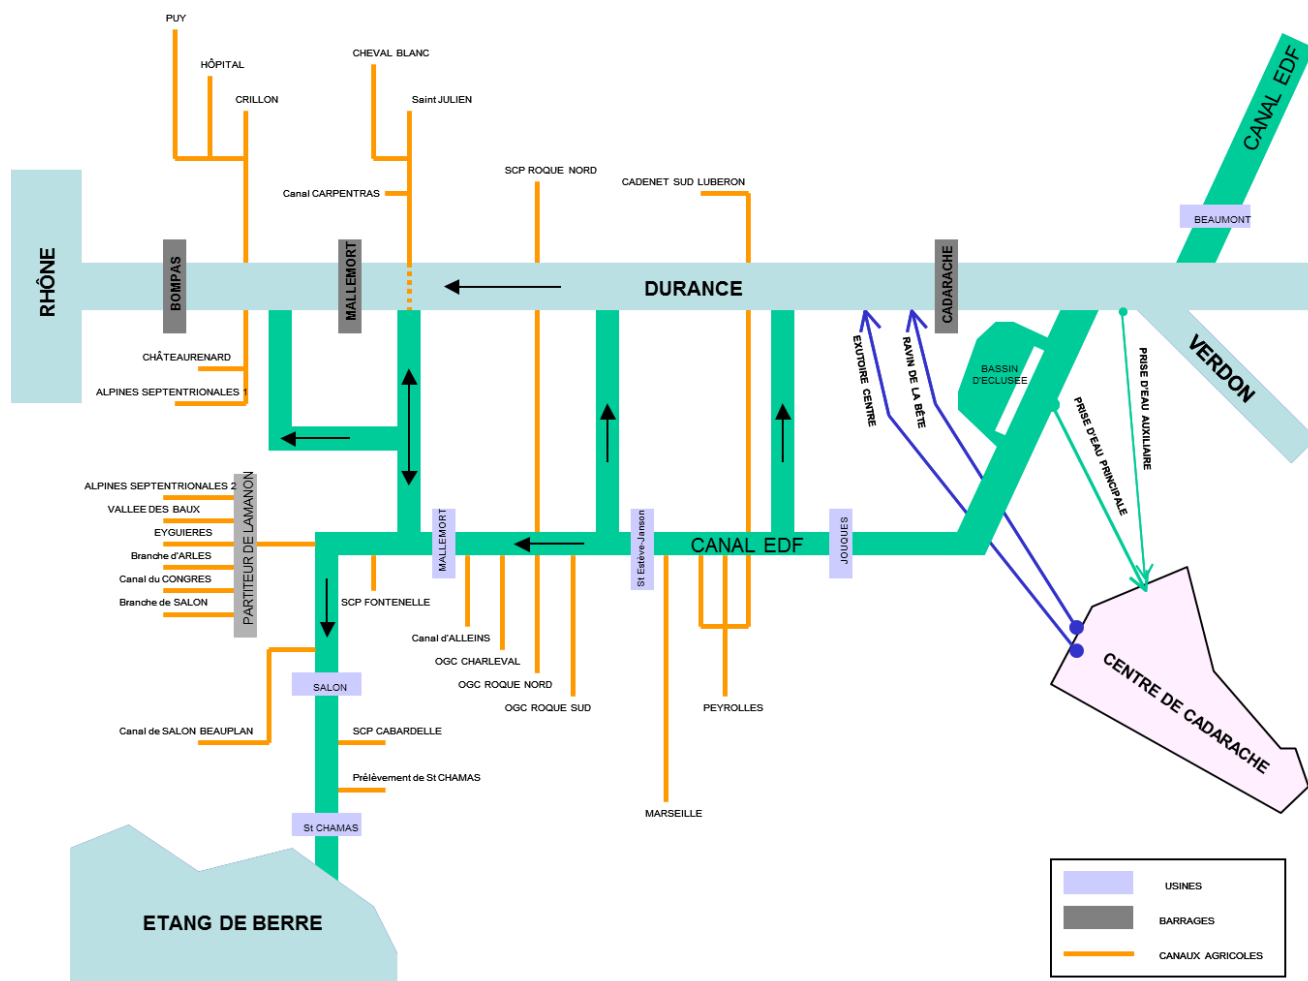 PUY
HÔPITAL
CRILLON
CHEVAL BLANC
Saint JULIEN
Canal CARPENTRAS
SCP ROQUE NORD
CADENET SUD LUBERON
CANAL EDF
BEAUMONT
RHÔNE
BOMPAS
MALLEMORT
DURANCE
CADARACHE
VERDON
CHÂTEAURENARD
ALPINES SEPTENTRIONALES 1
EXUTOIRE CENTRE
RAVIN DE LA BÊTE
BASSIN
D'ECLUSEE
PRISE D'EAU PRINCIPALE
PRISE D'EAU AUXILIAIRE
ALPINES SEPTENTRIONALES 2
VALLEE DES BAUX
EYGUIERES
Branche d'ARLES
Canal du CONGRES
Branche de SALON
PARTITEUR DE LAMANON
MALLEMORT
St Estève-Janson
CANAL EDF
JOUQUES
SCP FONTENELLE
Canal d'ALLEINS
OGC CHARLEVAL
OGC ROQUE NORD
OGC ROQUE SUD
PEYROLLES
MARSEILLE
CENTRE DE CADARACHE
SALON
Canal de SALON BEAUPLAN
SCP CABARDELLE
Prélèvement de St CHAMAS
St CHAMAS
ETANG DE BERRE
USINES
BARRAGES
CANAUX AGRICOLES